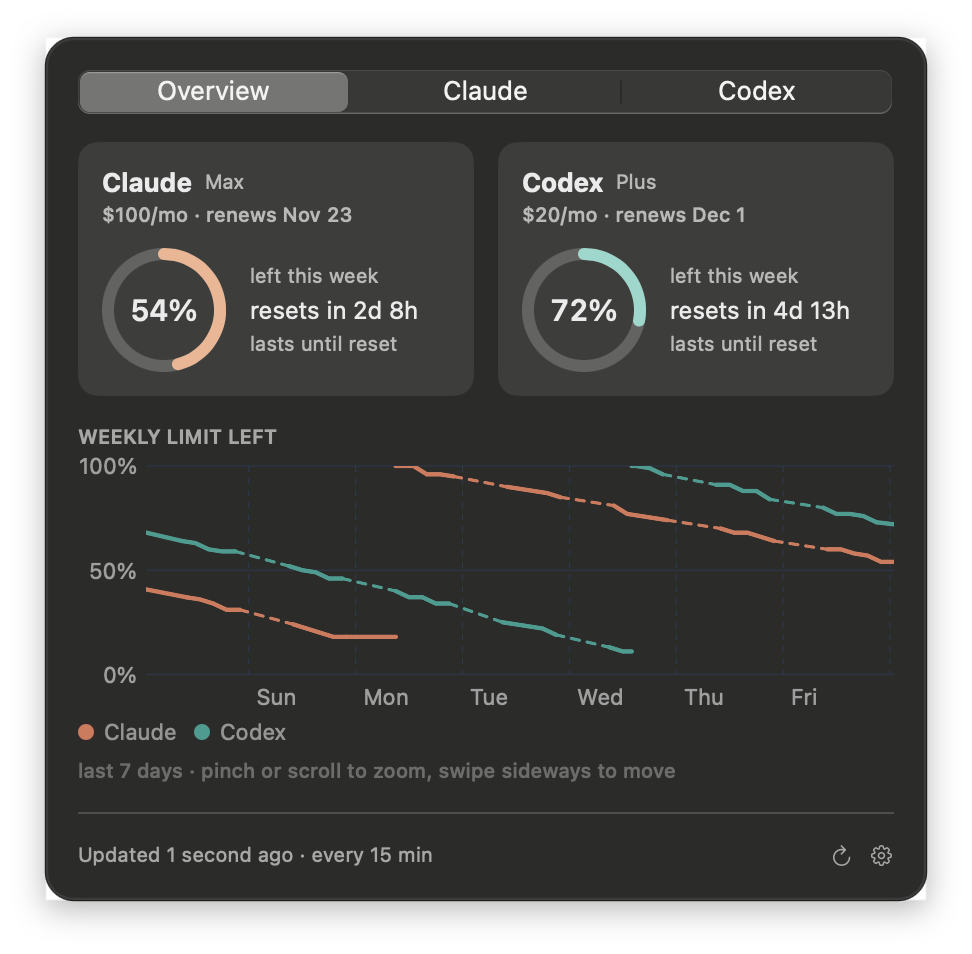 Overview Claude Codex
Claude Max
$100/mo · renews Nov 23
54%
left this week
resets in 2d 8h
lasts until reset
Codex Plus
$20/mo · renews Dec 1
72%
left this week
resets in 4d 13h
lasts until reset
WEEKLY LIMIT LEFT
100%
50%
0%
Sun Mon Tue Wed Thu Fri
Claude Codex
last 7 days · pinch or scroll to zoom, swipe sideways to move
Updated 1 second ago · every 15 min